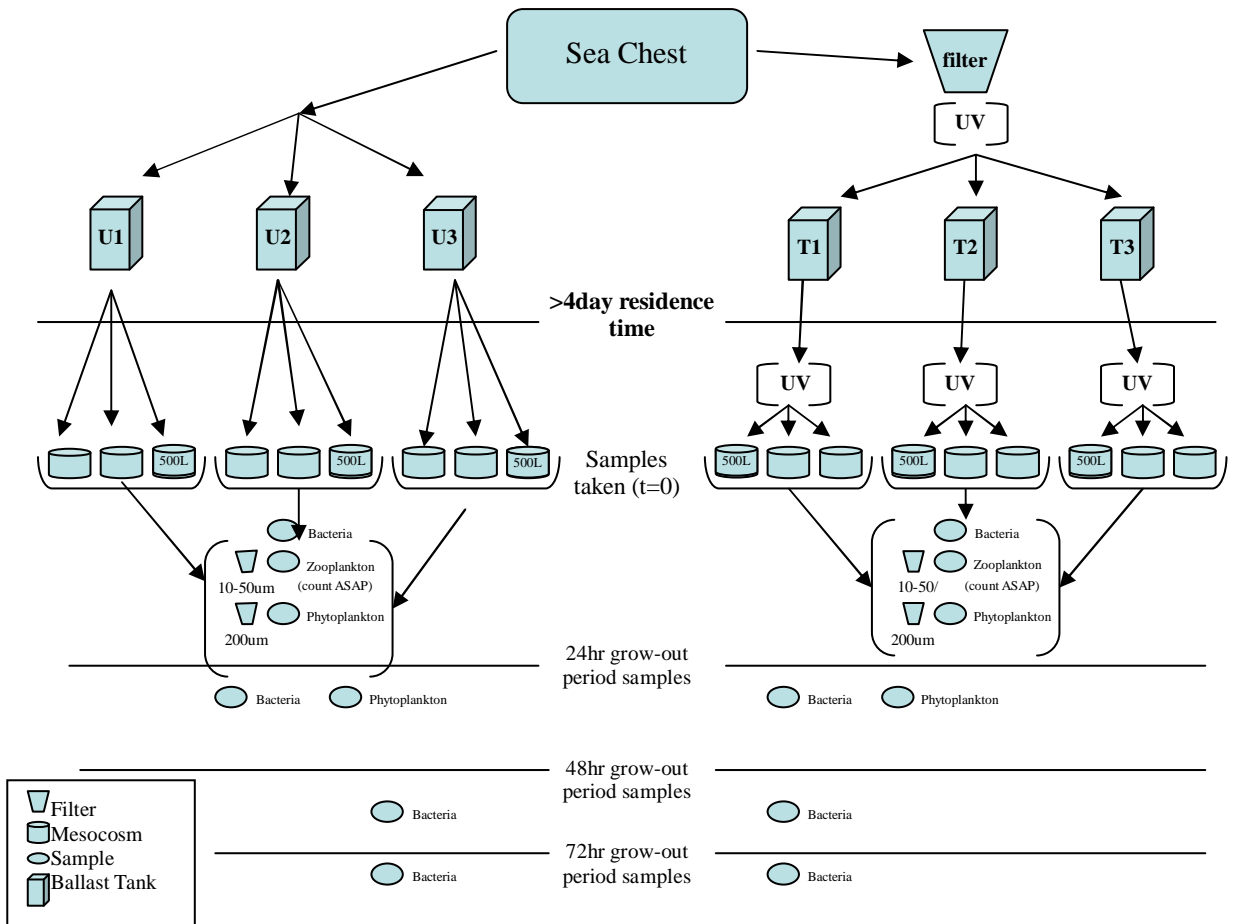 Sea Chest
filter
UV
U1
U2
U3
T1
T2
T3
>4day residence
time
UV
UV
UV
500L
500L
500L
Samples
taken (t=0)
500L
500L
500L
Bacteria
Zooplankton
10-50um
(count ASAP)
Phytoplankton
200um
Bacteria
Zooplankton
10-50/
(count ASAP)
Phytoplankton
200um
24hr grow-out
period samples
Bacteria
Phytoplankton
Bacteria
Phytoplankton
48hr grow-out
period samples
Bacteria
Bacteria
72hr grow-out
period samples
Bacteria
Bacteria
Filter
Mesocosm
Sample
Ballast Tank